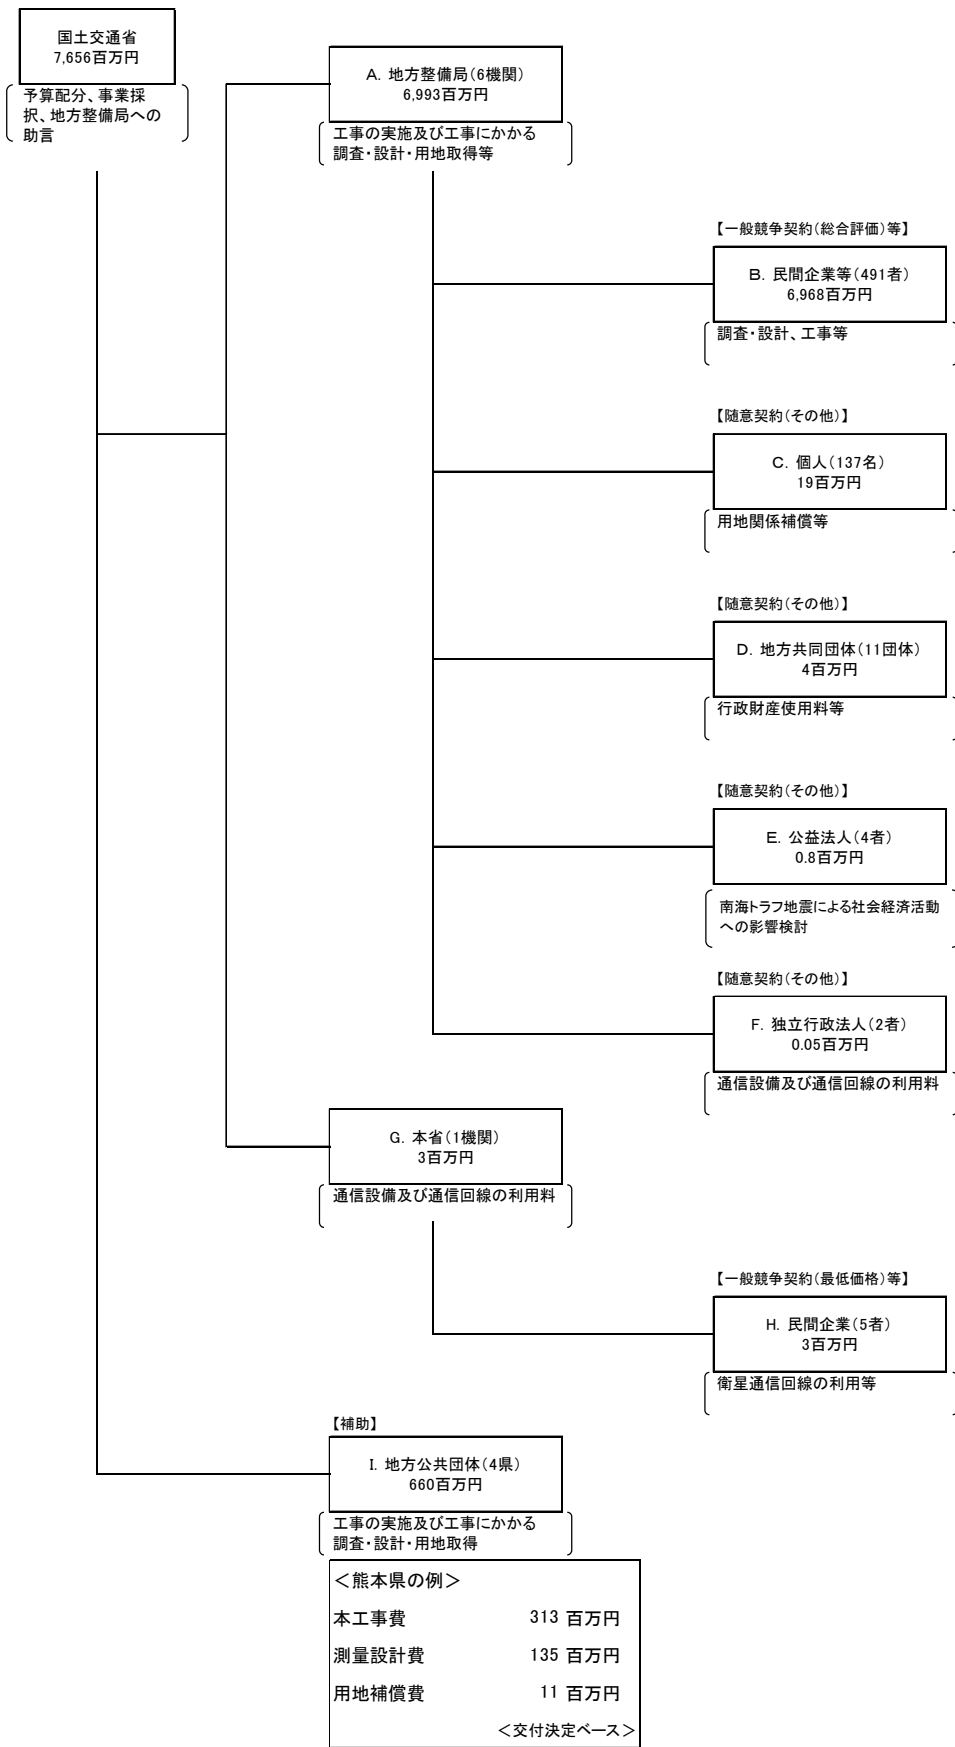 国土交通省
7,656百万円
予算配分、事業採
択、地方整備局への
助言
A. 地方整備局(6機関)
6,993百万円
工事の実施及び工事にかかる
調査・設計・用地取得等
【一般競争契約(総合評価)等】
B. 民間企業等(491者)
6,968百万円
調査・設計、工事等
【随意契約(その他)】
C. 個人(137名)
19百万円
用地関係補償等
【随意契約(その他)】
D. 地方共同団体(11団体)
4百万円
行政財産使用料等
【随意契約(その他)】
E. 公益法人(4者)
0.8百万円
南海トラフ地震による社会経済活動
への影響検討
【随意契約(その他)】
F. 独立行政法人(2者)
0.05百万円
通信設備及び通信回線の利用料
G. 本省(1機関)
3百万円
通信設備及び通信回線の利用料
【一般競争契約(最低価格)等】
H. 民間企業(5者)
3百万円
衛星通信回線の利用等
【補助】
I. 地方公共団体(4県)
660百万円
工事の実施及び工事にかかる
調査・設計・用地取得
<熊本県の例>
本工事費 313 百万円
測量設計費 135 百万円
用地補償費 11 百万円
<交付決定ベース>